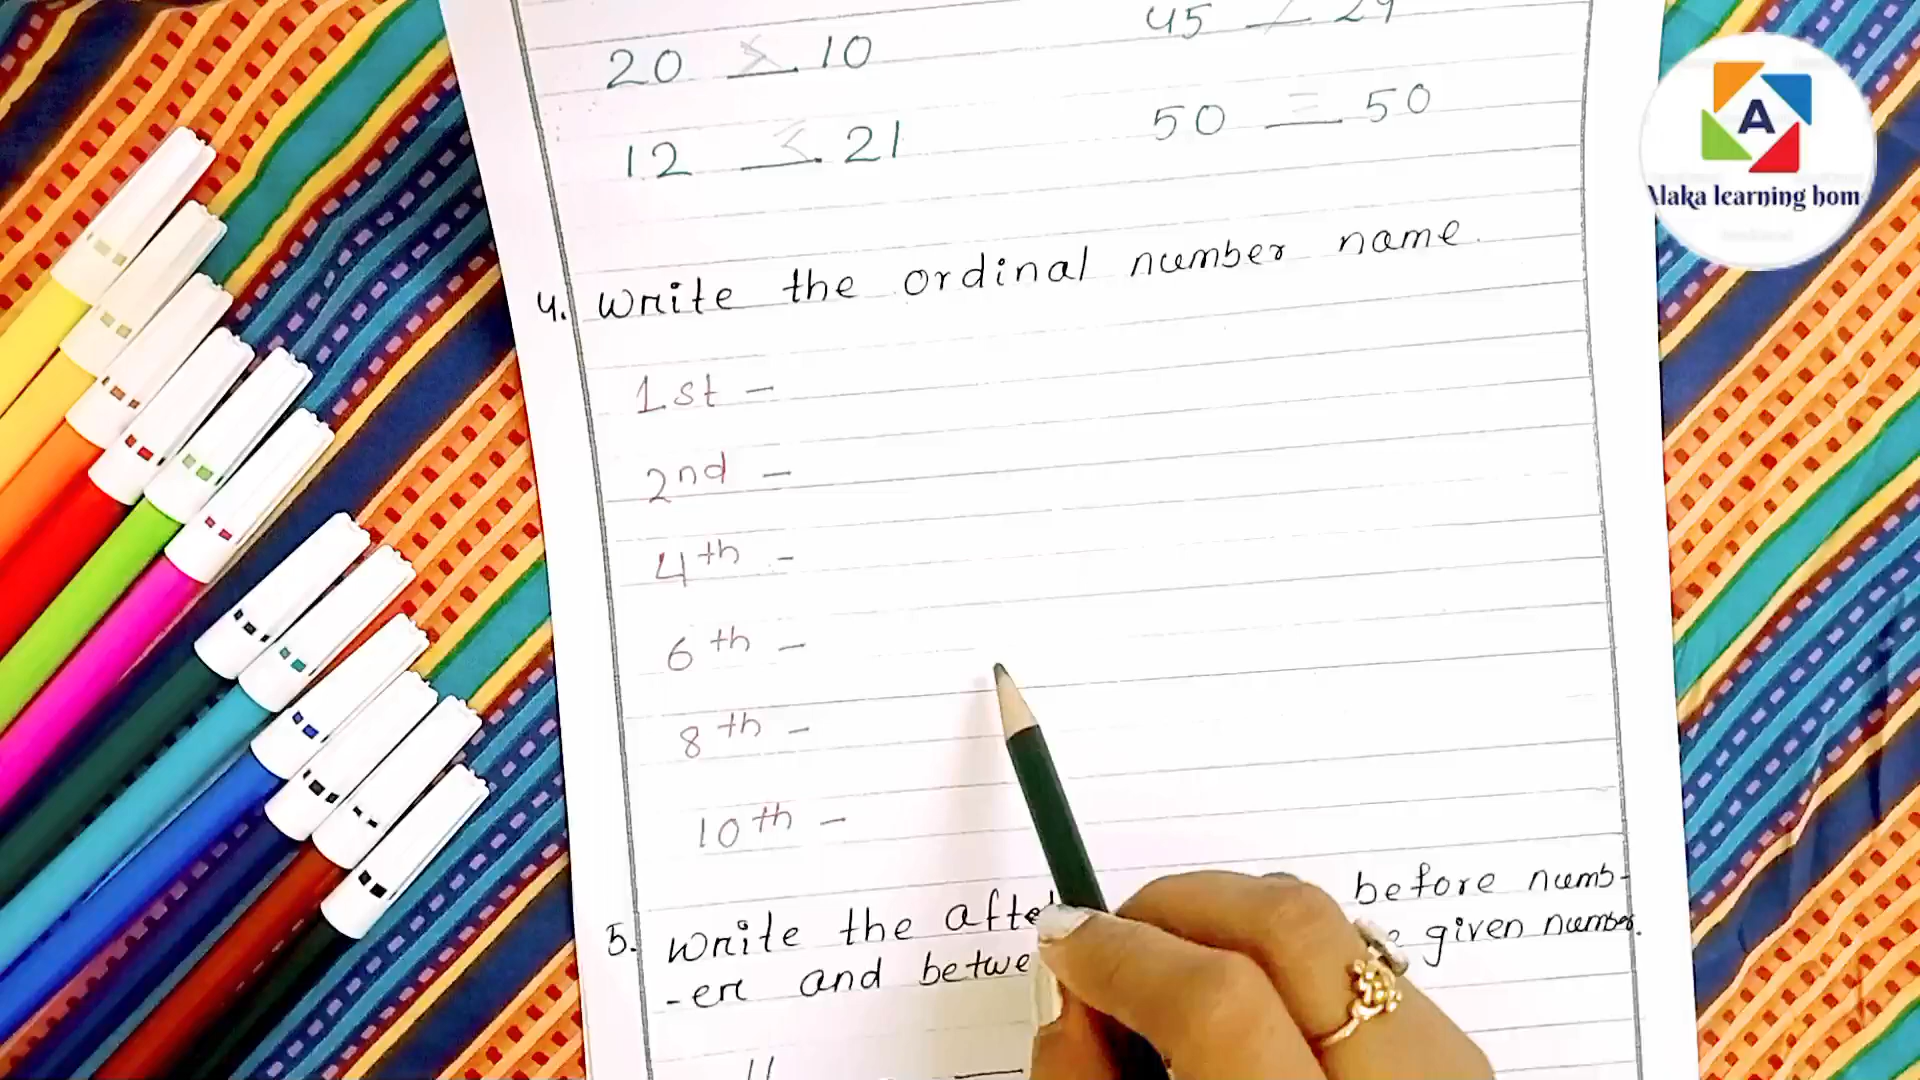 45 > 29
20 > 10
50 = 50
12 < 21
A
Alaka learning hom
4. Write the ordinal number name.
1st -
2nd -
4th -
6th -
8th -
10th -
5. Write the afte before numb-
-er and betwe given number.